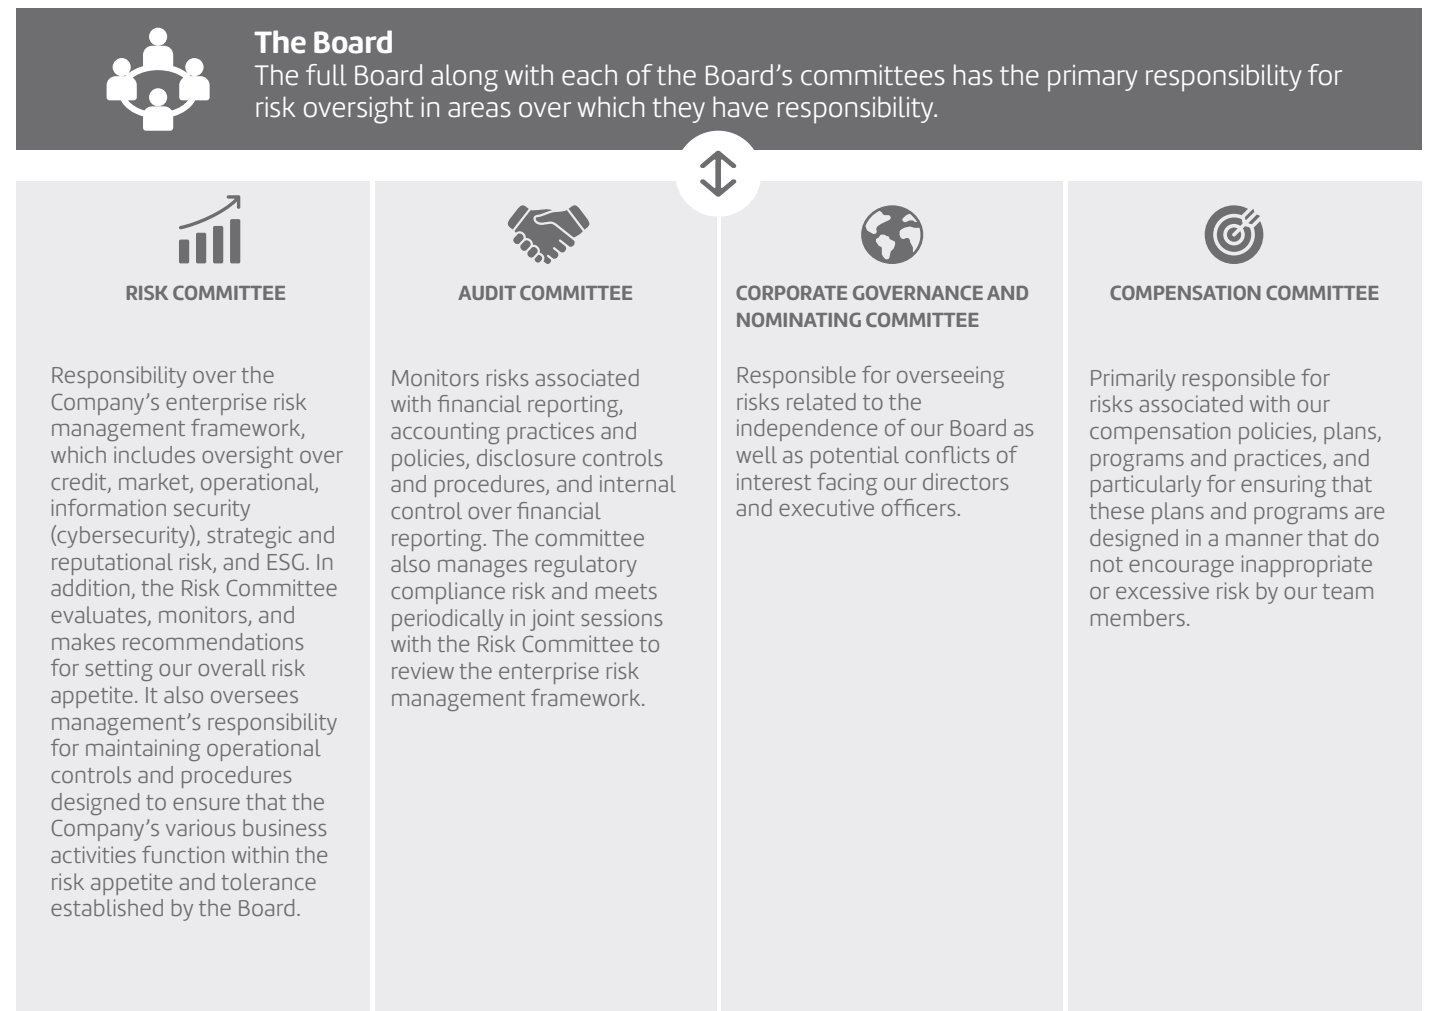 The Board
The full Board along with each of the Board's committees has the primary responsibility for
risk oversight in areas over which they have responsibility.
RISK COMMITTEE
Responsibility over the
Company's enterprise risk
management framework,
which includes oversight over
credit, market, operational,
information security
(cybersecurity), strategic and
reputational risk, and ESG. In
addition, the Risk Committee
evaluates, monitors, and
makes recommendations
for setting our overall risk
appetite. It also oversees
management's responsibility
for maintaining operational
controls and procedures
designed to ensure that the
Company's various business
activities function within the
risk appetite and tolerance
established by the Board.
AUDIT COMMITTEE
Monitors risks associated
with financial reporting,
accounting practices and
policies, disclosure controls
and procedures, and internal
control over financial
reporting. The committee
also manages regulatory
compliance risk and meets
periodically in joint sessions
with the Risk Committee to
review the enterprise risk
management framework.
CORPORATE GOVERNANCE AND
NOMINATING COMMITTEE
Responsible for overseeing
risks related to the
independence of our Board as
well as potential conflicts of
interest facing our directors
and executive officers.
COMPENSATION COMMITTEE
Primarily responsible for
risks associated with our
compensation policies, plans,
programs and practices, and
particularly for ensuring that
these plans and programs are
designed in a manner that do
not encourage inappropriate
or excessive risk by our team
members.